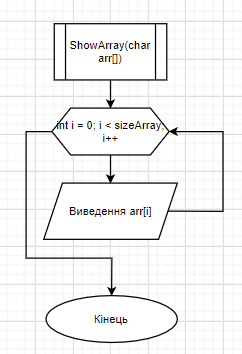 ShowArray(char
arr[])
int i = 0; i < sizeArray;
i++
Виведення arr[i]
Кінець